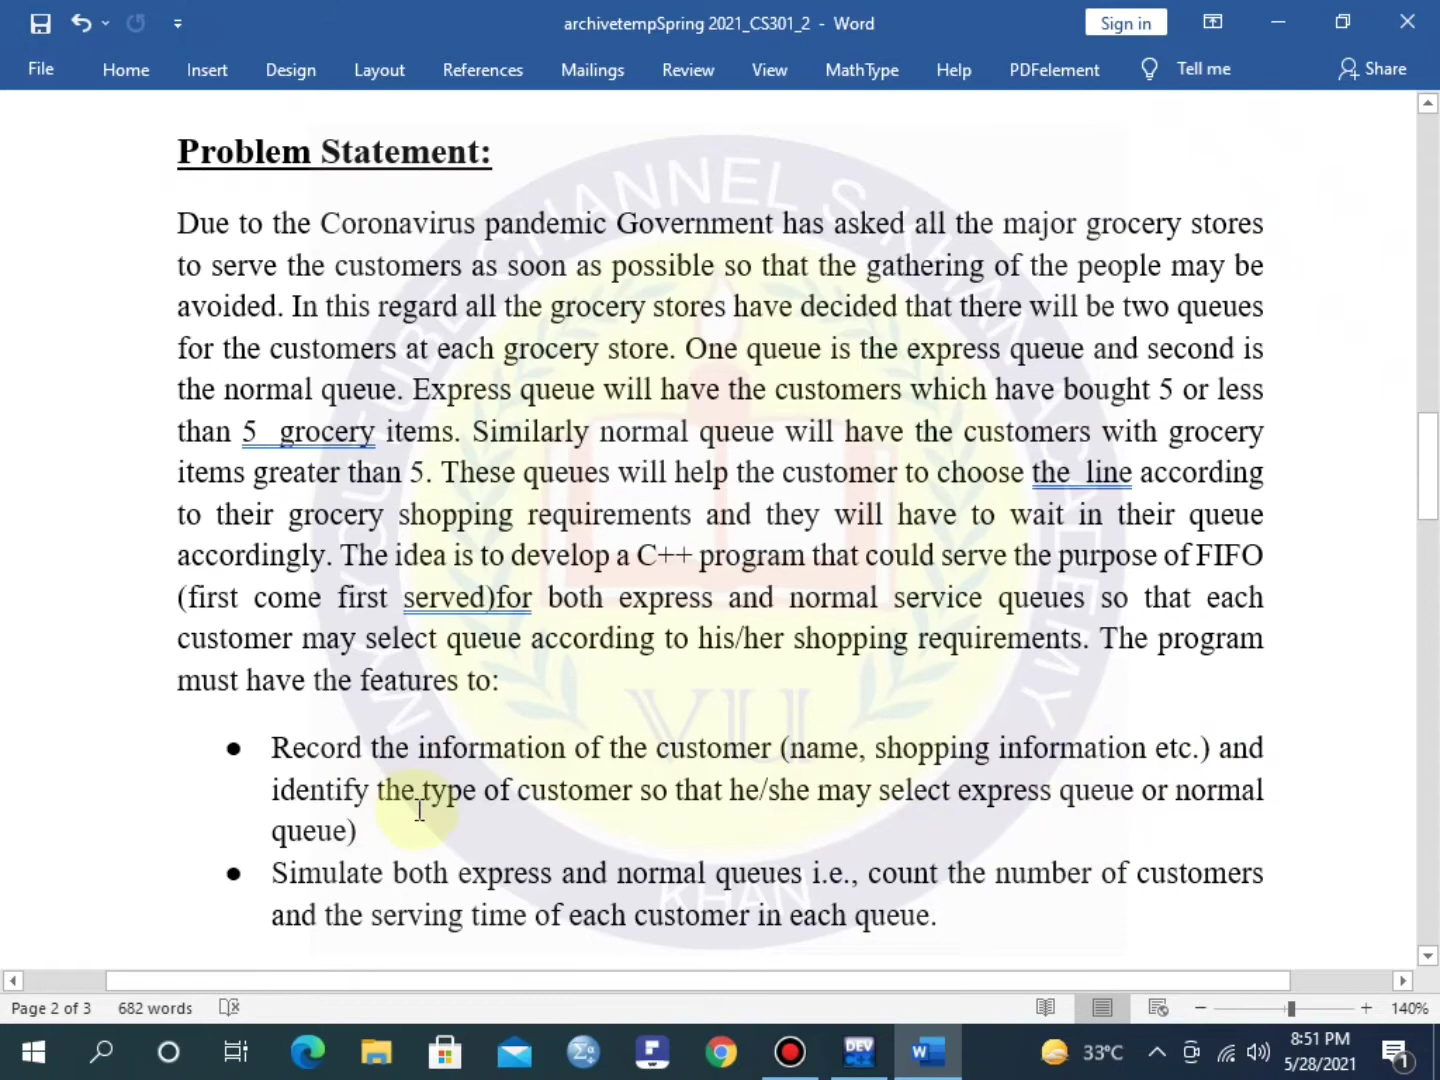 archivetempSpring 2021_CS301_2 - Word
Sign in
File Home Insert Design Layout References Mailings Review View MathType Help PDFelement Tell me Share
Problem Statement:
Due to the Coronavirus pandemic Government has asked all the major grocery stores
to serve the customers as soon as possible so that the gathering of the people may be
avoided. In this regard all the grocery stores have decided that there will be two queues
for the customers at each grocery store. One queue is the express queue and second is
the normal queue. Express queue will have the customers which have bought 5 or less
than 5 grocery items. Similarly normal queue will have the customers with grocery
items greater than 5. These queues will help the customer to choose the line according
to their grocery shopping requirements and they will have to wait in their queue
accordingly. The idea is to develop a C++ program that could serve the purpose of FIFO
(first come first served)for both express and normal service queues so that each
customer may select queue according to his/her shopping requirements. The program
must have the features to:
● Record the information of the customer (name, shopping information etc.) and
identify the type of customer so that he/she may select express queue or normal
queue)
● Simulate both express and normal queues i.e., count the number of customers
and the serving time of each customer in each queue.
VU
KHAN
Page 2 of 3 682 words 140%
DEV C++
33°C
8:51 PM
5/28/2021
1